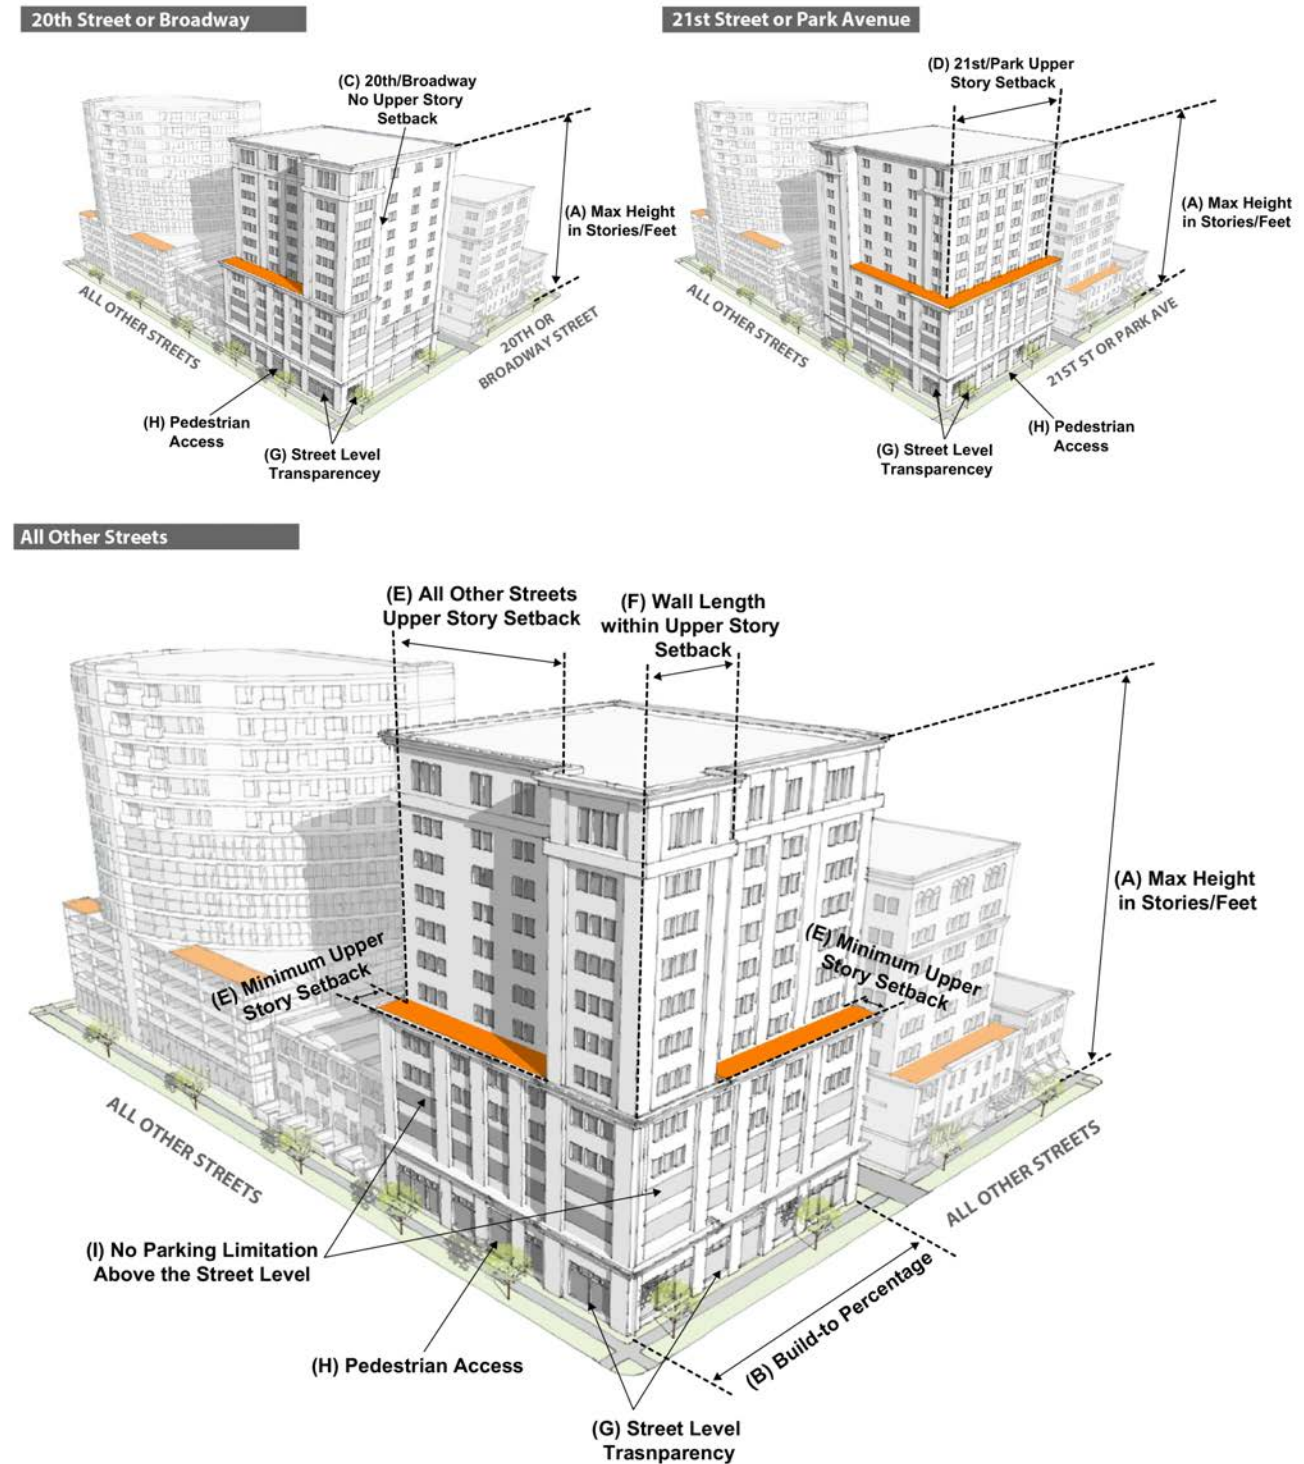 20th Street or Broadway
(C) 20th/Broadway
No Upper Story
Setback
(A) Max Height
in Stories/Feet
ALL OTHER STREETS
20TH OR
BROADWAY STREET
(H) Pedestrian
Access
(G) Street Level
Transparencey
21st Street or Park Avenue
(D) 21st/Park Upper
Story Setback
(A) Max Height
in Stories/Feet
ALL OTHER STREETS
21ST ST OR PARK AVE
(H) Pedestrian
Access
(G) Street Level
Transparencey
All Other Streets
(E) All Other Streets
Upper Story Setback
(F) Wall Length
within Upper Story
Setback
(A) Max Height
in Stories/Feet
(E) Minimum Upper
Story Setback
(E) Minimum Upper
Story Setback
ALL OTHER STREETS
ALL OTHER STREETS
(I) No Parking Limitation
Above the Street Level
(B) Build-to Percentage
(H) Pedestrian Access
(G) Street Level
Trasnparency